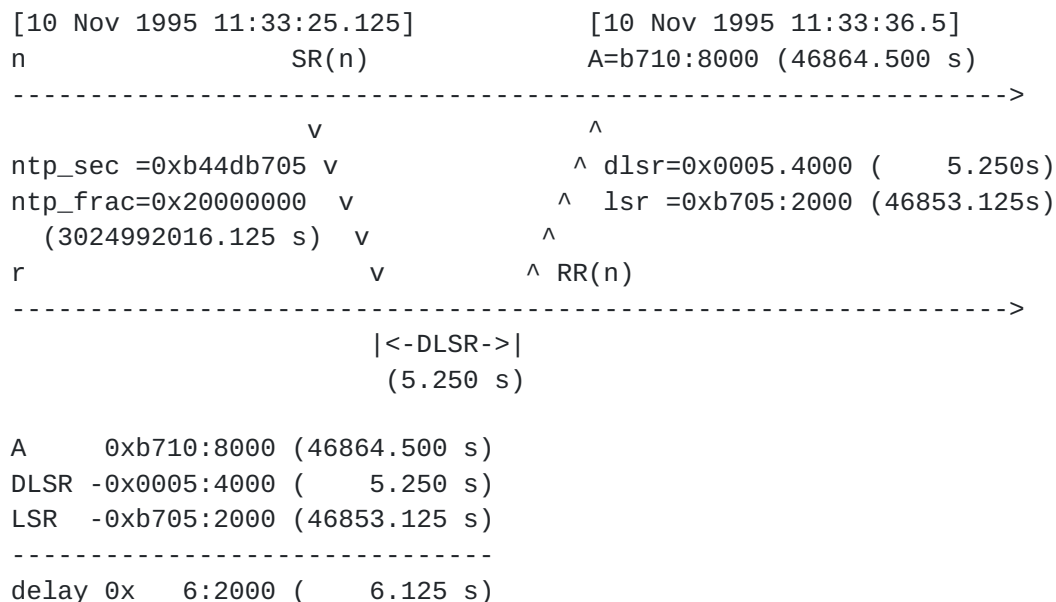 [10 Nov 1995 11:33:25.125]           [10 Nov 1995 11:33:36.5]
n                 SR(n)              A=b710:8000 (46864.500 s)
---------------------------------------------------------------->
                   v                 ^
ntp_sec =0xb44db705 v               ^ dlsr=0x0005.4000 (    5.250s)
ntp_frac=0x20000000  v             ^  lsr =0xb705:2000 (46853.125s)
  (3024992016.125 s)  v           ^
r                      v         ^ RR(n)
---------------------------------------------------------------->
                       |<-DLSR->|
                        (5.250 s)

A     0xb710:8000 (46864.500 s)
DLSR -0x0005:4000 (    5.250 s)
LSR  -0xb705:2000 (46853.125 s)
-------------------------------
delay 0x   6:2000 (    6.125 s)